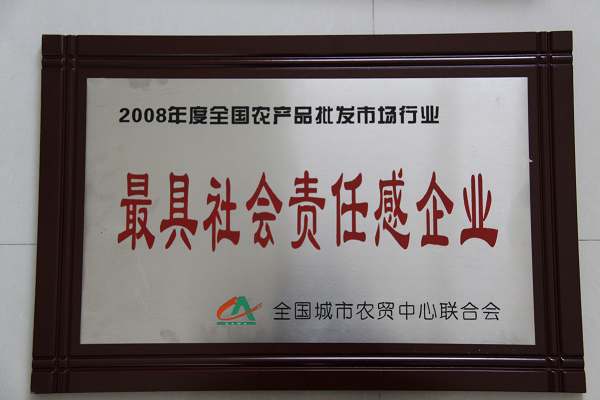 2008年度全国农产品批发市场行业
最具社会责任感企业
全国城市农贸中心联合会